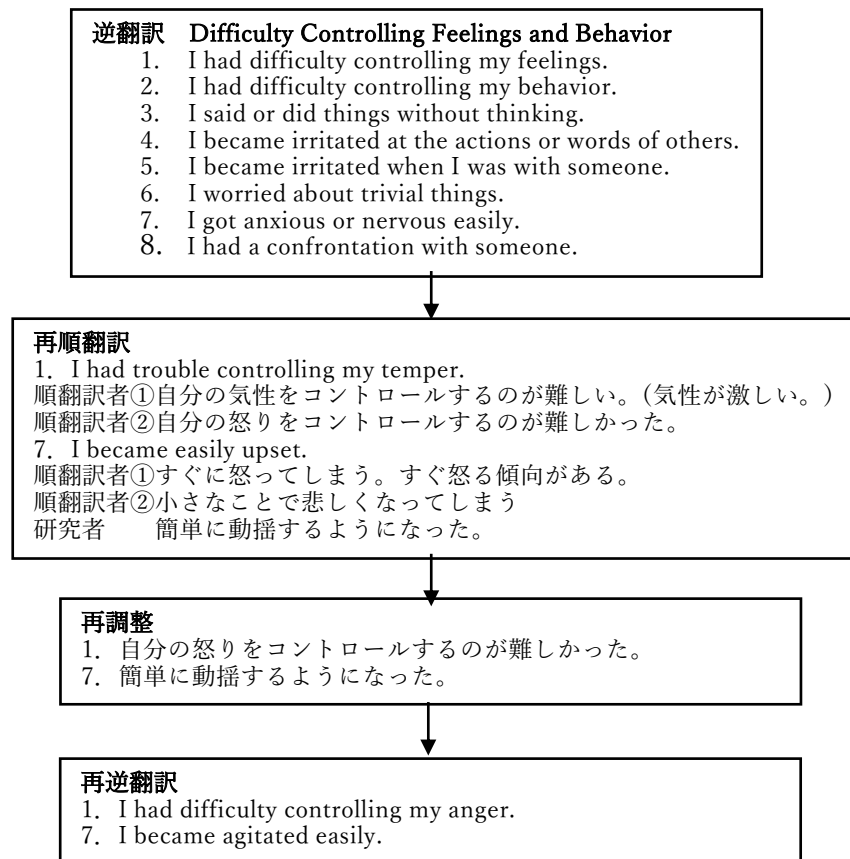 逆翻訳　Difficulty Controlling Feelings and Behavior
1. I had difficulty controlling my feelings.
2. I had difficulty controlling my behavior.
3. I said or did things without thinking.
4. I became irritated at the actions or words of others.
5. I became irritated when I was with someone.
6. I worried about trivial things.
7. I got anxious or nervous easily.
8. I had a confrontation with someone.
再順翻訳
1. I had trouble controlling my temper.
順翻訳者①自分の気性をコントロールするのが難しい。(気性が激しい。)
順翻訳者②自分の怒りをコントロールするのが難しかった。
7. I became easily upset.
順翻訳者①すぐに怒ってしまう。すぐ怒る傾向がある。
順翻訳者②小さなことで悲しくなってしまう
研究者　　簡単に動揺するようになった。
再調整
1. 自分の怒りをコントロールするのが難しかった。
7. 簡単に動揺するようになった。
再逆翻訳
1. I had difficulty controlling my anger.
7. I became agitated easily.